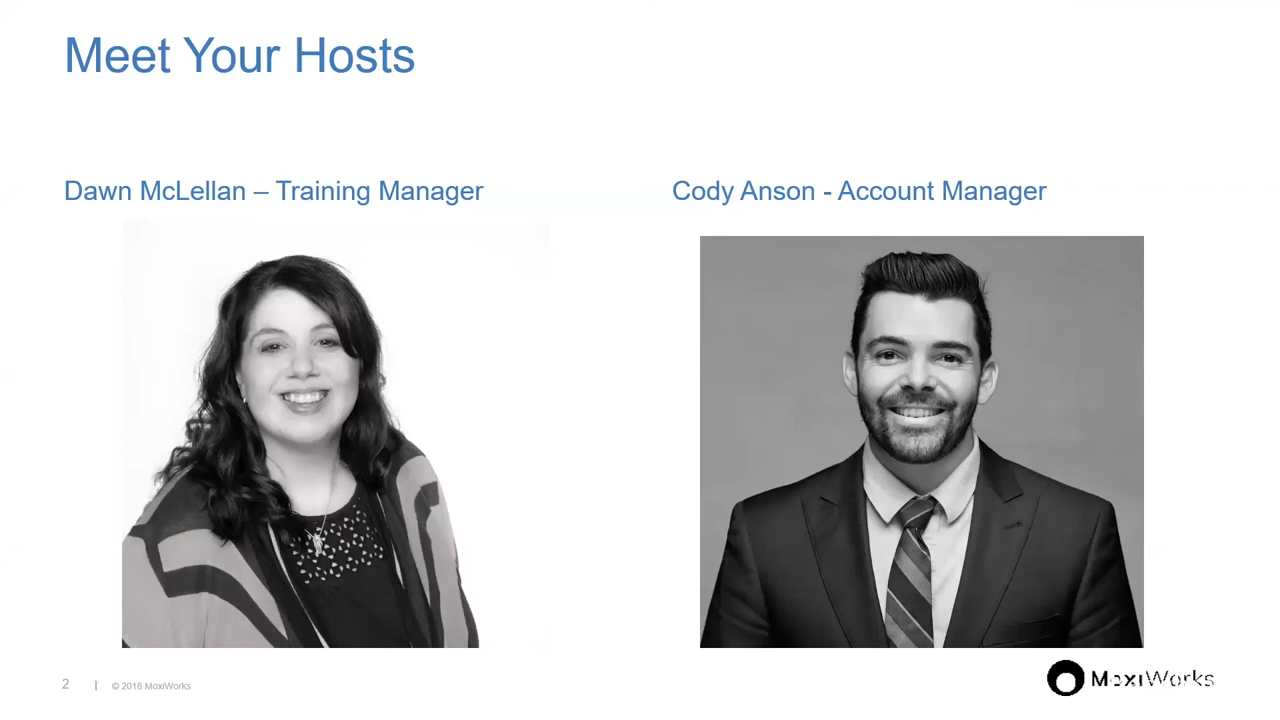 Meet Your Hosts
Dawn McLellan – Training Manager
Cody Anson - Account Manager
2 | © 2018 MoxiWorks
MoxiWorks